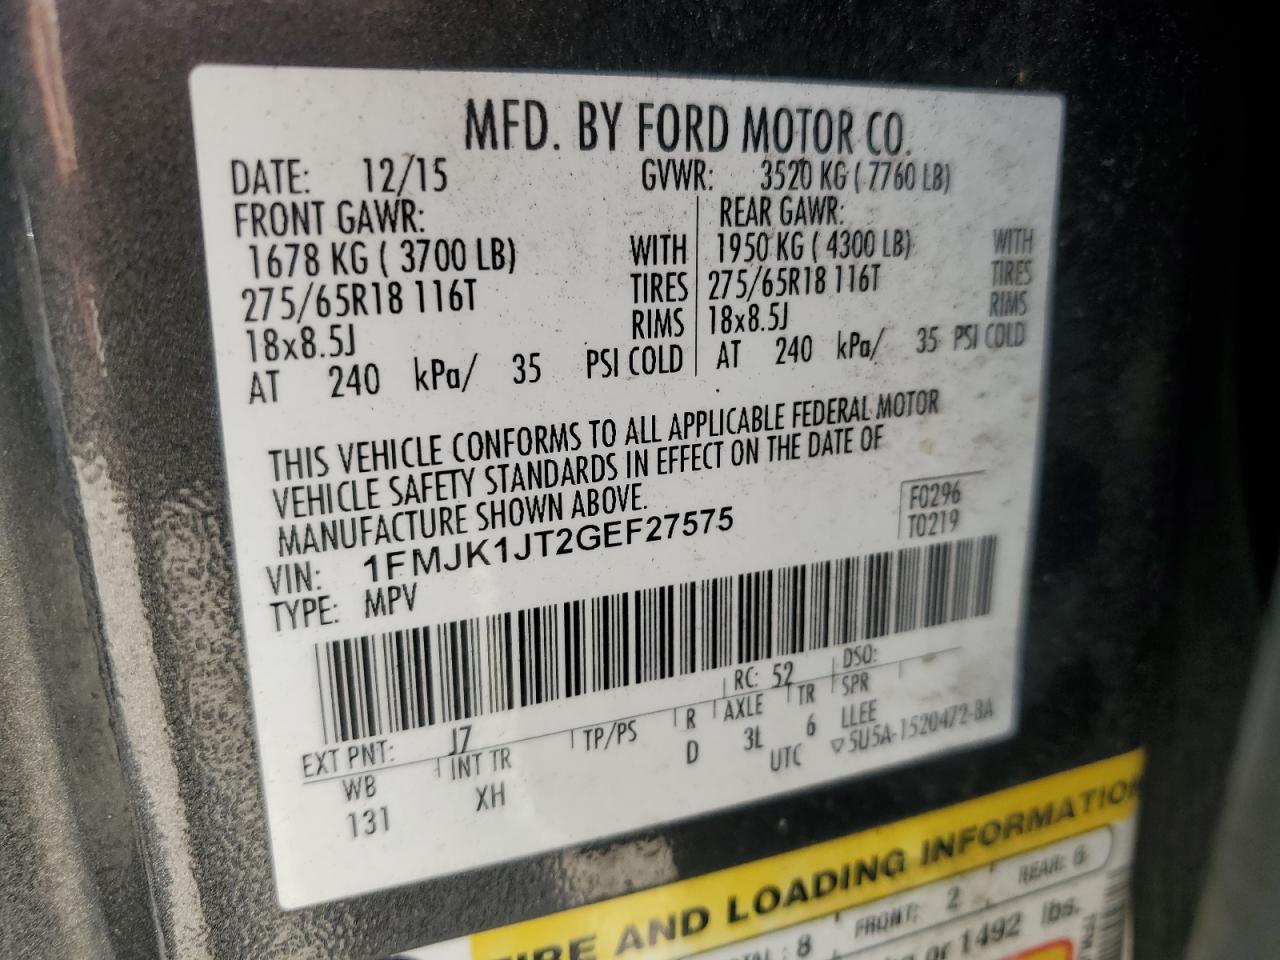 MFD. BY FORD MOTOR CO.
DATE: 12/15 GVWR: 3520 KG ( 7760 LB)
FRONT GAWR: REAR GAWR:
1678 KG ( 3700 LB) WITH 1950 KG ( 4300 LB) WITH
275/65R18 116T TIRES 275/65R18 116T TIRES
18x8.5J RIMS 18x8.5J RIMS
AT 240 kPa/ 35 PSI COLD AT 240 kPa/ 35 PSI COLD
THIS VEHICLE CONFORMS TO ALL APPLICABLE FEDERAL MOTOR
VEHICLE SAFETY STANDARDS IN EFFECT ON THE DATE OF
MANUFACTURE SHOWN ABOVE.
F0296
T0219
VIN: 1FMJK1JT2GEF27575
TYPE: MPV
EXT PNT: J7 RC: 52 DSO:
WB INT TR TP/PS R AXLE TR SPR
131 XH D 3L 6 LLEE
UTC ▽5U5A-1520472-BA
AND LOADING INFORMATION
8 FRONT: 2 REAR: 6
or 1492 lbs.